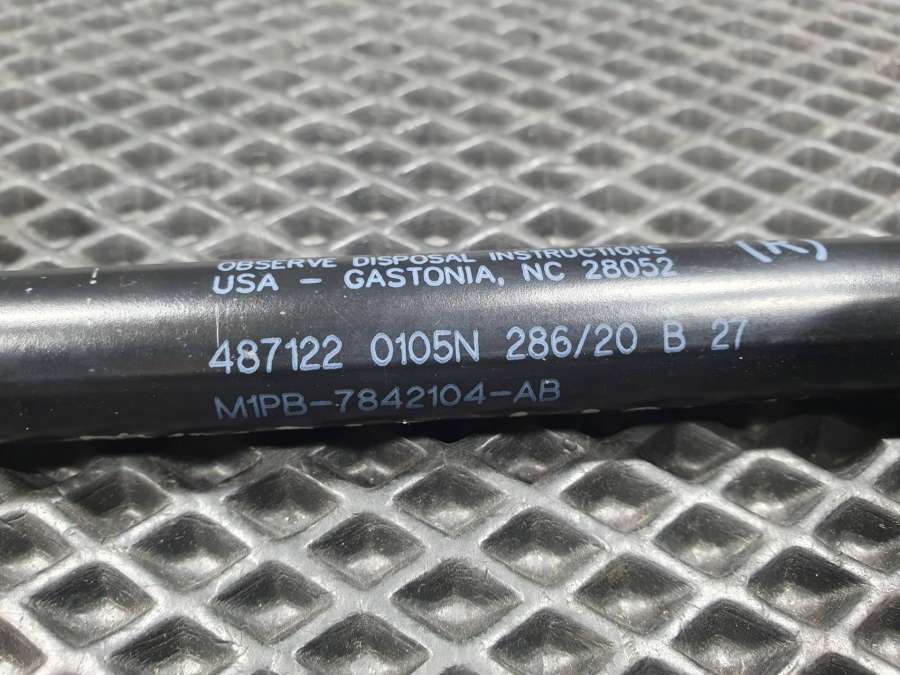 OBSERVE DISPOSAL INSTRUCTIONS
USA - GASTONIA, NC 28052
(R)
487122 0105N 286/20 B 27
M1PB-7842104-AB